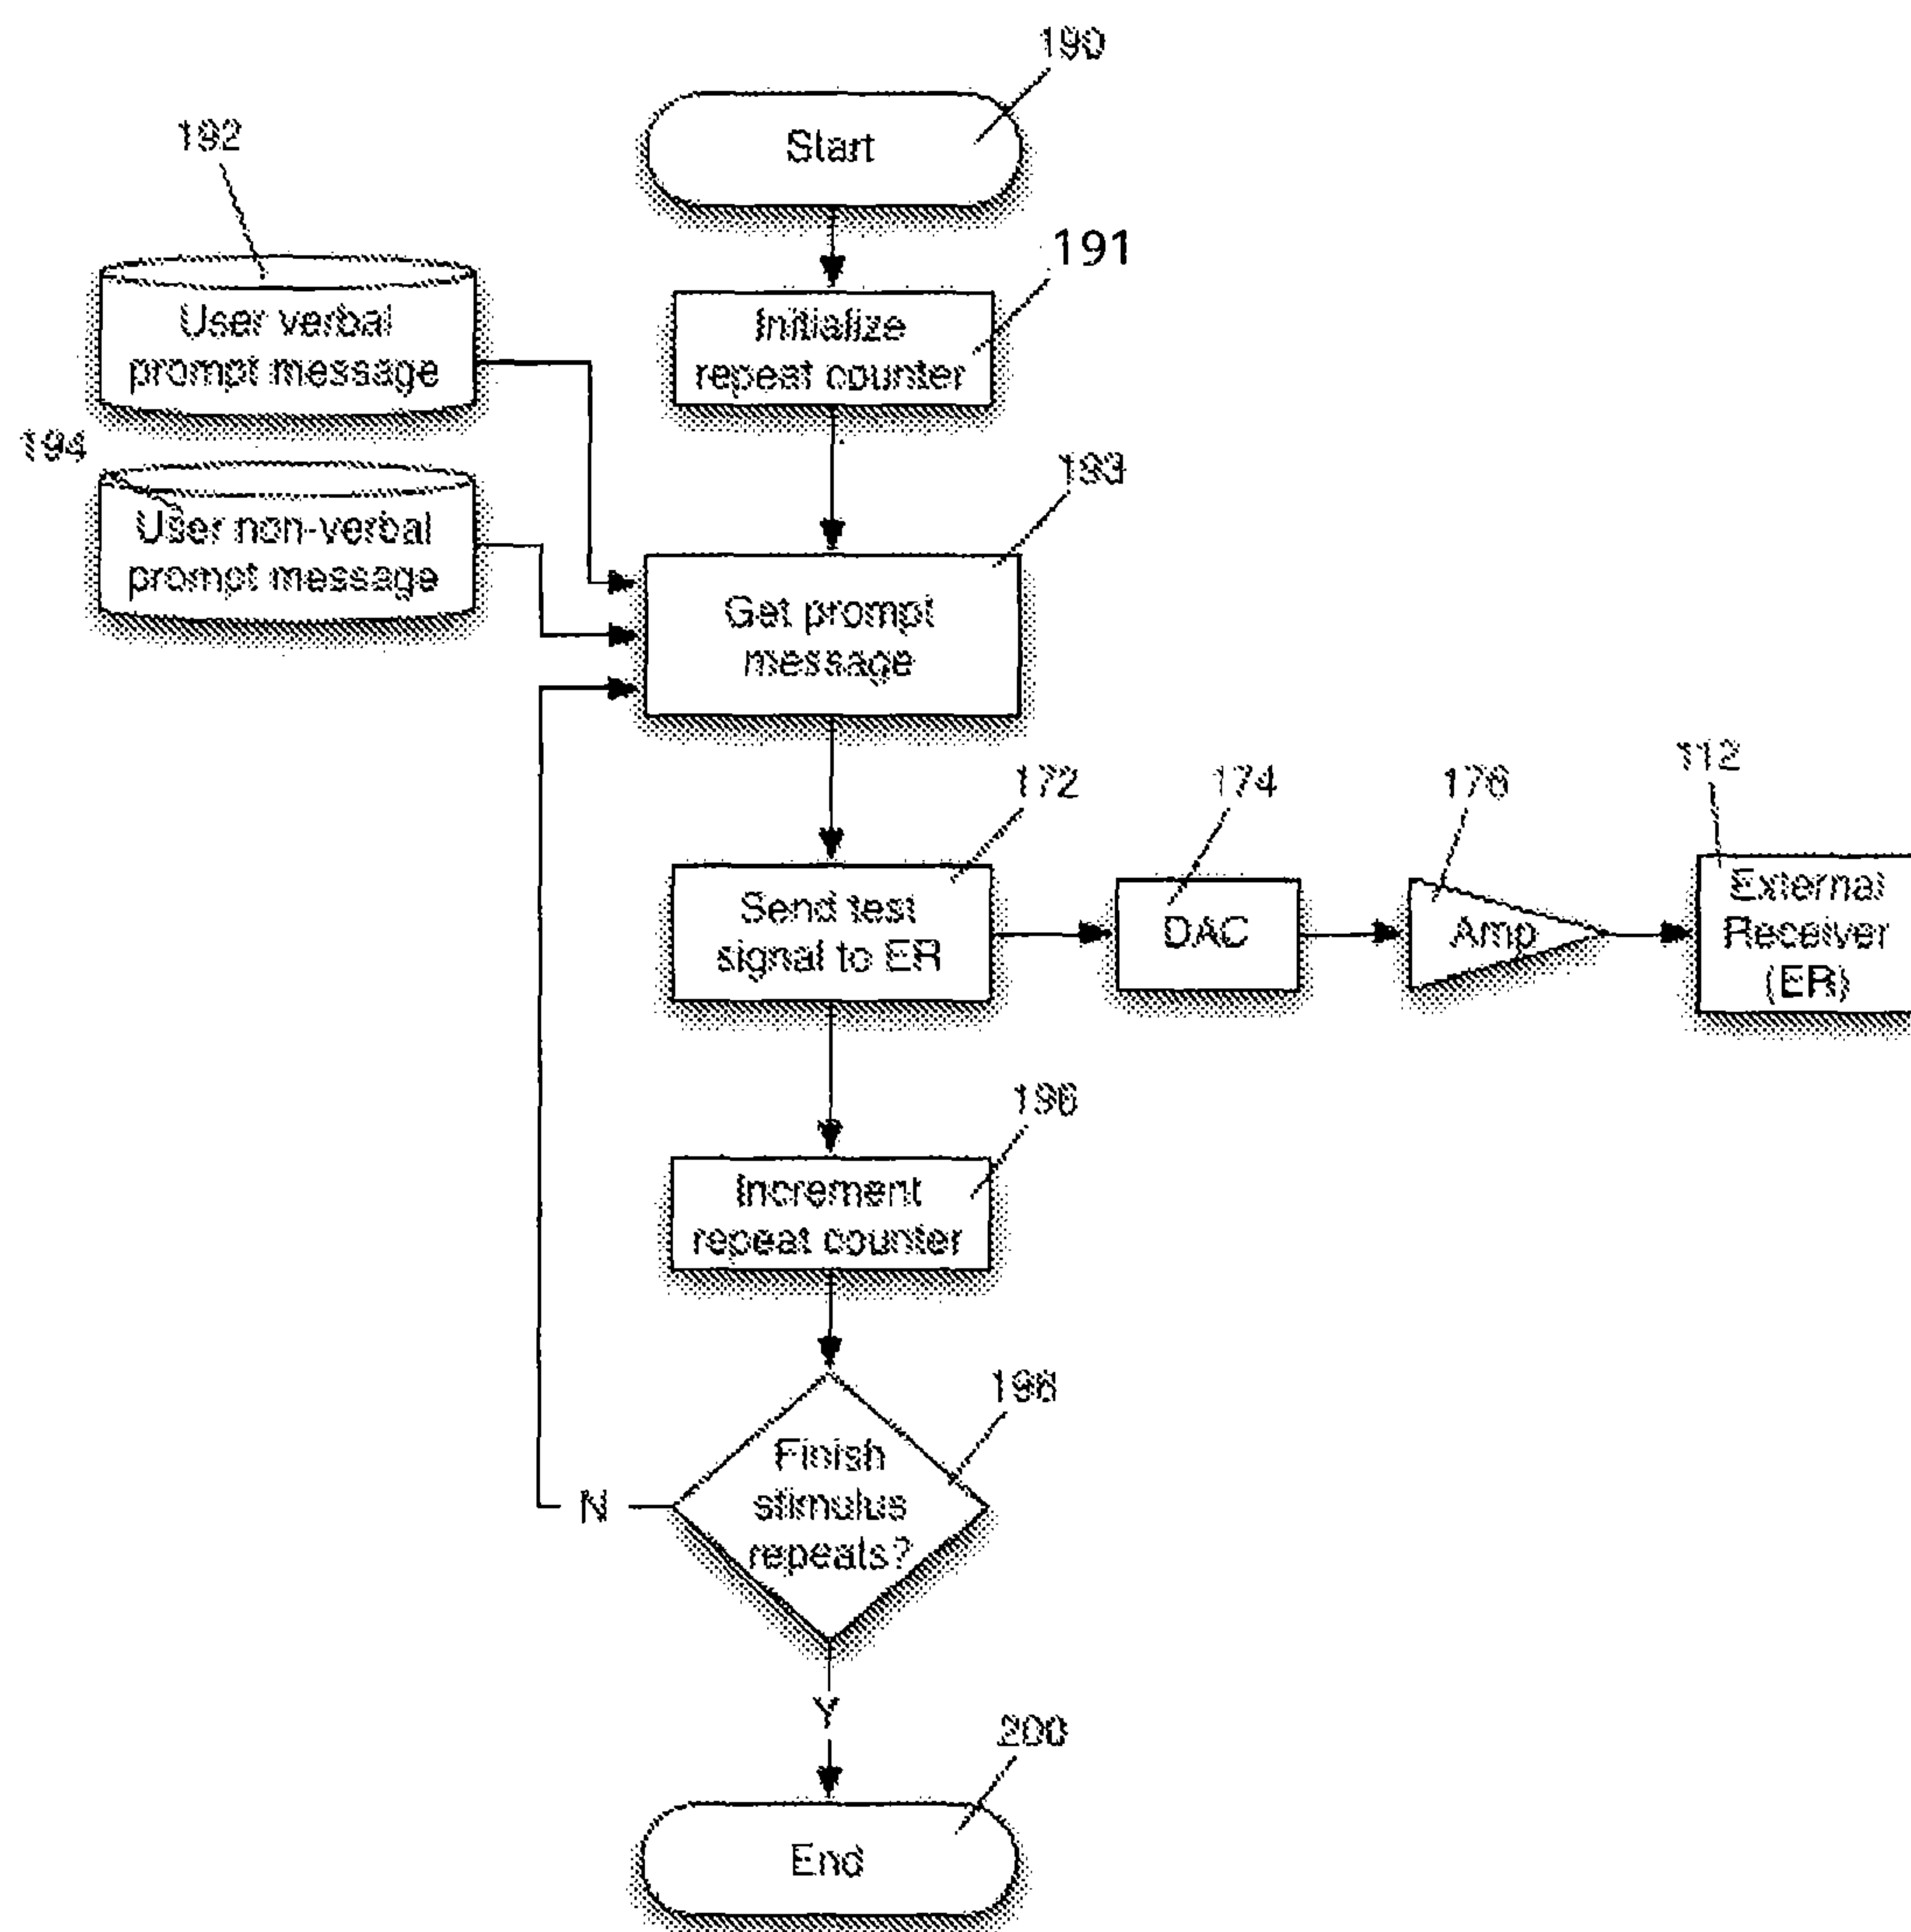 190
Start
192
191
User verbal
prompt message
Initialize
repeat counter
194
193
User non-verbal
prompt message
Get prompt
message
172
174
176
112
Send test
signal to ER
DAC
Amp
External
Receiver
(ER)
196
Increment
repeat counter
198
Finish
stimulus
repeats?
N
Y
200
End